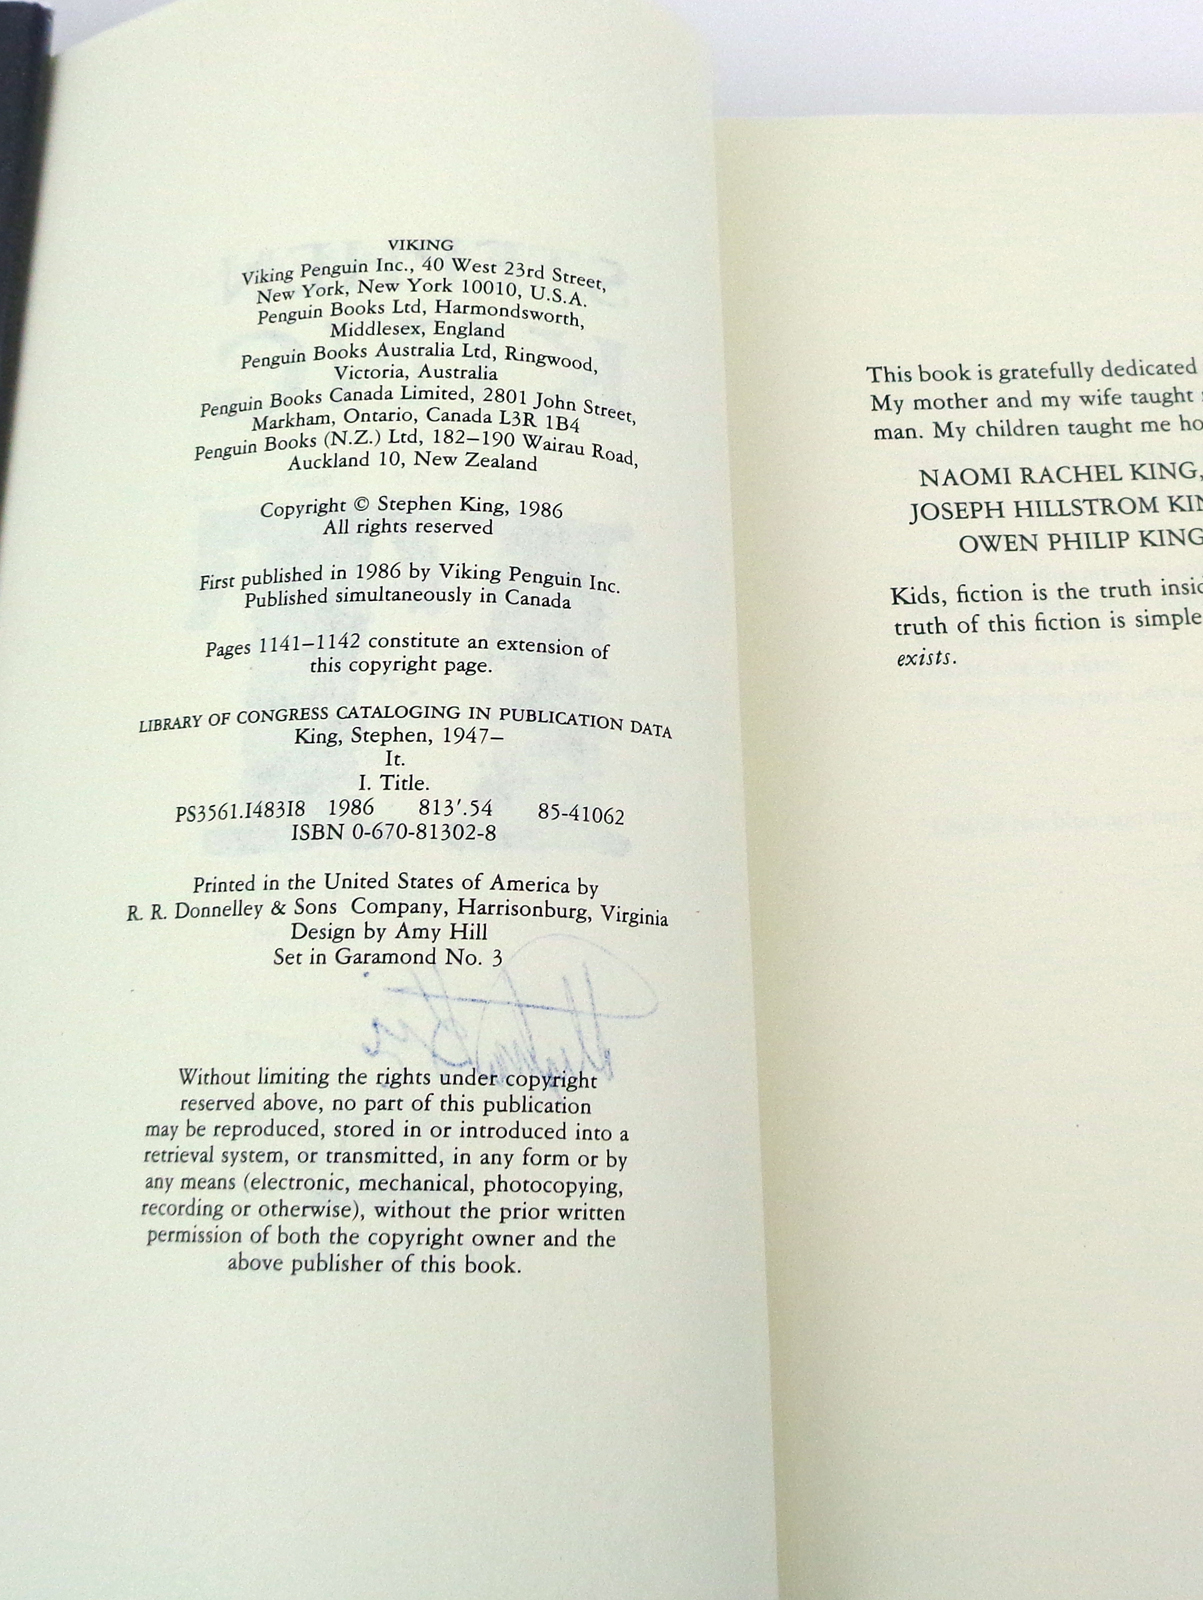 VIKING
Viking Penguin Inc., 40 West 23rd Street,
New York, New York 10010, U.S.A.
Penguin Books Ltd, Harmondsworth,
Middlesex, England
Penguin Books Australia Ltd, Ringwood,
Victoria, Australia
Penguin Books Canada Limited, 2801 John Street,
Markham, Ontario, Canada L3R 1B4
Penguin Books (N.Z.) Ltd, 182–190 Wairau Road,
Auckland 10, New Zealand
Copyright © Stephen King, 1986
All rights reserved
First published in 1986 by Viking Penguin Inc.
Published simultaneously in Canada
Pages 1141–1142 constitute an extension of
this copyright page.
LIBRARY OF CONGRESS CATALOGING IN PUBLICATION DATA
King, Stephen, 1947–
It.
I. Title.
PS3561.I483I8 1986 813′.54 85-41062
ISBN 0-670-81302-8
Printed in the United States of America by
R. R. Donnelley & Sons Company, Harrisonburg, Virginia
Design by Amy Hill
Set in Garamond No. 3
Without limiting the rights under copyright
reserved above, no part of this publication
may be reproduced, stored in or introduced into a
retrieval system, or transmitted, in any form or by
any means (electronic, mechanical, photocopying,
recording or otherwise), without the prior written
permission of both the copyright owner and the
above publisher of this book.
This book is gratefully dedicated
My mother and my wife taught
man. My children taught me
NAOMI RACHEL KING,
JOSEPH HILLSTROM
OWEN PHILIP KING
Kids, fiction is the truth
truth of this fiction is
exists.